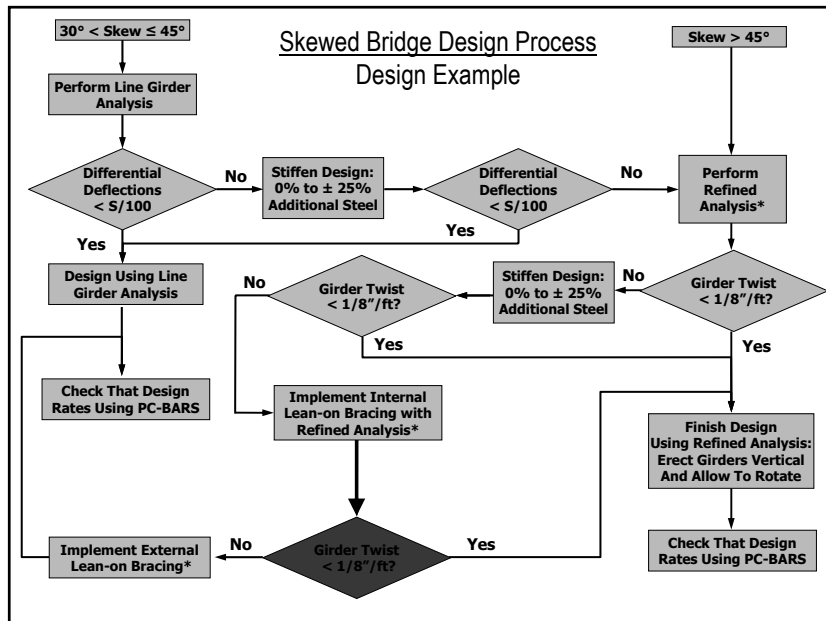 30° < Skew ≤ 45°
Skewed Bridge Design Process
Design Example
Skew > 45°
Perform Line Girder
Analysis
Differential
Deflections
< S/100
No
Stiffen Design:
0% to ± 25%
Additional Steel
Differential
Deflections
< S/100
No
Perform
Refined
Analysis*
Yes
Yes
Design Using Line
Girder Analysis
No
Girder Twist
< 1/8"/ft?
Stiffen Design:
0% to ± 25%
Additional Steel
No
Girder Twist
< 1/8"/ft?
Yes
Yes
Check That Design
Rates Using PC-BARS
Implement Internal
Lean-on Bracing with
Refined Analysis*
Finish Design
Using Refined Analysis:
Erect Girders Vertical
And Allow To Rotate
Implement External
Lean-on Bracing*
No
Girder Twist
< 1/8"/ft?
Yes
Check That Design
Rates Using PC-BARS